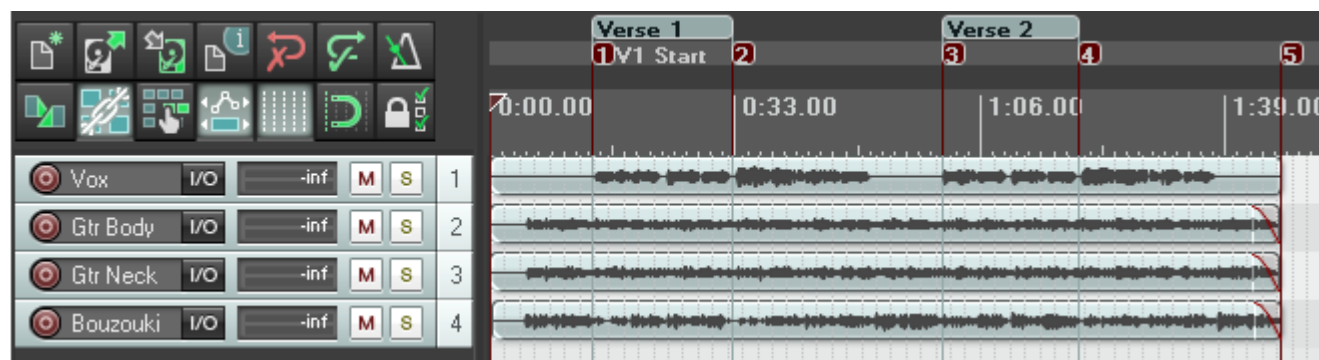 Verse 1 Verse 2
1 V1 Start 2 3 4 5
0:00.00 0:33.00 1:06.00 1:39.00
Vox I/O -inf M S 1
Gtr Body I/O -inf M S 2
Gtr Neck I/O -inf M S 3
Bouzouki I/O -inf M S 4